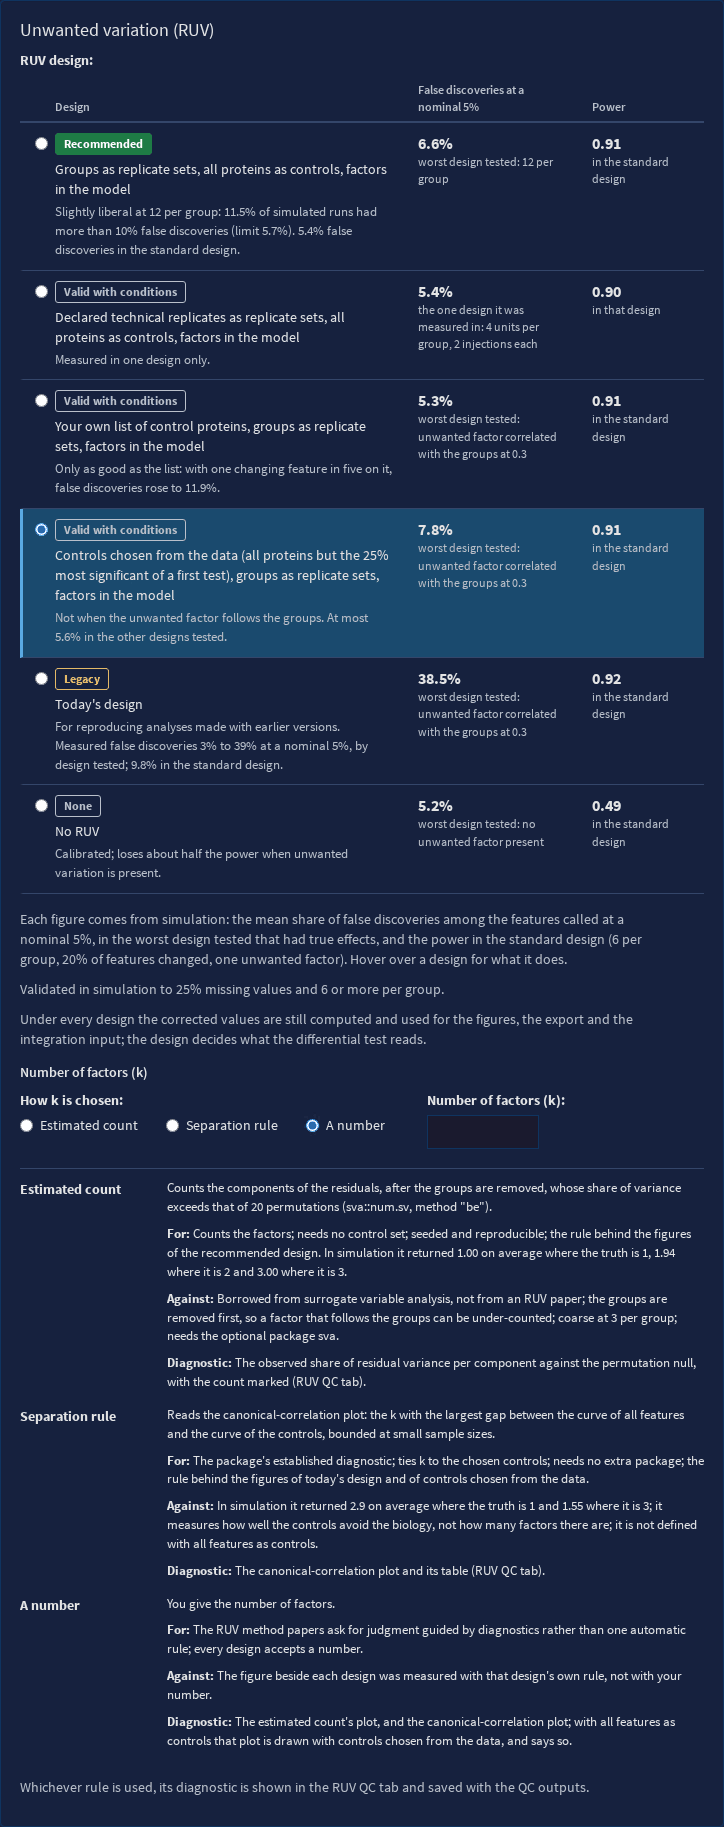 Unwanted variation (RUV)
RUV design:
Design
False discoveries at a
nominal 5%
Power
Recommended
Groups as replicate sets, all proteins as controls, factors
in the model
Slightly liberal at 12 per group: 11.5% of simulated runs had
more than 10% false discoveries (limit 5.7%). 5.4% false
discoveries in the standard design.
6.6%
worst design tested: 12 per
group
0.91
in the standard
design
Valid with conditions
Declared technical replicates as replicate sets, all
proteins as controls, factors in the model
Measured in one design only.
5.4%
the one design it was
measured in: 4 units per
group, 2 injections each
0.90
in that design
Valid with conditions
Your own list of control proteins, groups as replicate
sets, factors in the model
Only as good as the list: with one changing feature in five on it,
false discoveries rose to 11.9%.
5.3%
worst design tested:
unwanted factor correlated
with the groups at 0.3
0.91
in the standard
design
Valid with conditions
Controls chosen from the data (all proteins but the 25%
most significant of a first test), groups as replicate sets,
factors in the model
Not when the unwanted factor follows the groups. At most
5.6% in the other designs tested.
7.8%
worst design tested:
unwanted factor correlated
with the groups at 0.3
0.91
in the standard
design
Legacy
Today's design
For reproducing analyses made with earlier versions.
Measured false discoveries 3% to 39% at a nominal 5%, by
design tested; 9.8% in the standard design.
38.5%
worst design tested:
unwanted factor correlated
with the groups at 0.3
0.92
in the standard
design
None
No RUV
Calibrated; loses about half the power when unwanted
variation is present.
5.2%
worst design tested: no
unwanted factor present
0.49
in the standard
design
Each figure comes from simulation: the mean share of false discoveries among the features called at a
nominal 5%, in the worst design tested that had true effects, and the power in the standard design (6 per
group, 20% of features changed, one unwanted factor). Hover over a design for what it does.
Validated in simulation to 25% missing values and 6 or more per group.
Under every design the corrected values are still computed and used for the figures, the export and the
integration input; the design decides what the differential test reads.
Number of factors (k)
How k is chosen:
Number of factors (k):
Estimated count
Separation rule
A number
Estimated count
Counts the components of the residuals, after the groups are removed, whose share of variance
exceeds that of 20 permutations (sva::num.sv, method "be").
For: Counts the factors; needs no control set; seeded and reproducible; the rule behind the figures
of the recommended design. In simulation it returned 1.00 on average where the truth is 1, 1.94
where it is 2 and 3.00 where it is 3.
Against: Borrowed from surrogate variable analysis, not from an RUV paper; the groups are
removed first, so a factor that follows the groups can be under-counted; coarse at 3 per group;
needs the optional package sva.
Diagnostic: The observed share of residual variance per component against the permutation null,
with the count marked (RUV QC tab).
Separation rule
Reads the canonical-correlation plot: the k with the largest gap between the curve of all features
and the curve of the controls, bounded at small sample sizes.
For: The package's established diagnostic; ties k to the chosen controls; needs no extra package; the
rule behind the figures of today's design and of controls chosen from the data.
Against: In simulation it returned 2.9 on average where the truth is 1 and 1.55 where it is 3; it
measures how well the controls avoid the biology, not how many factors there are; it is not defined
with all features as controls.
Diagnostic: The canonical-correlation plot and its table (RUV QC tab).
A number
You give the number of factors.
For: The RUV method papers ask for judgment guided by diagnostics rather than one automatic
rule; every design accepts a number.
Against: The figure beside each design was measured with that design's own rule, not with your
number.
Diagnostic: The estimated count's plot, and the canonical-correlation plot; with all features as
controls that plot is drawn with controls chosen from the data, and says so.
Whichever rule is used, its diagnostic is shown in the RUV QC tab and saved with the QC outputs.